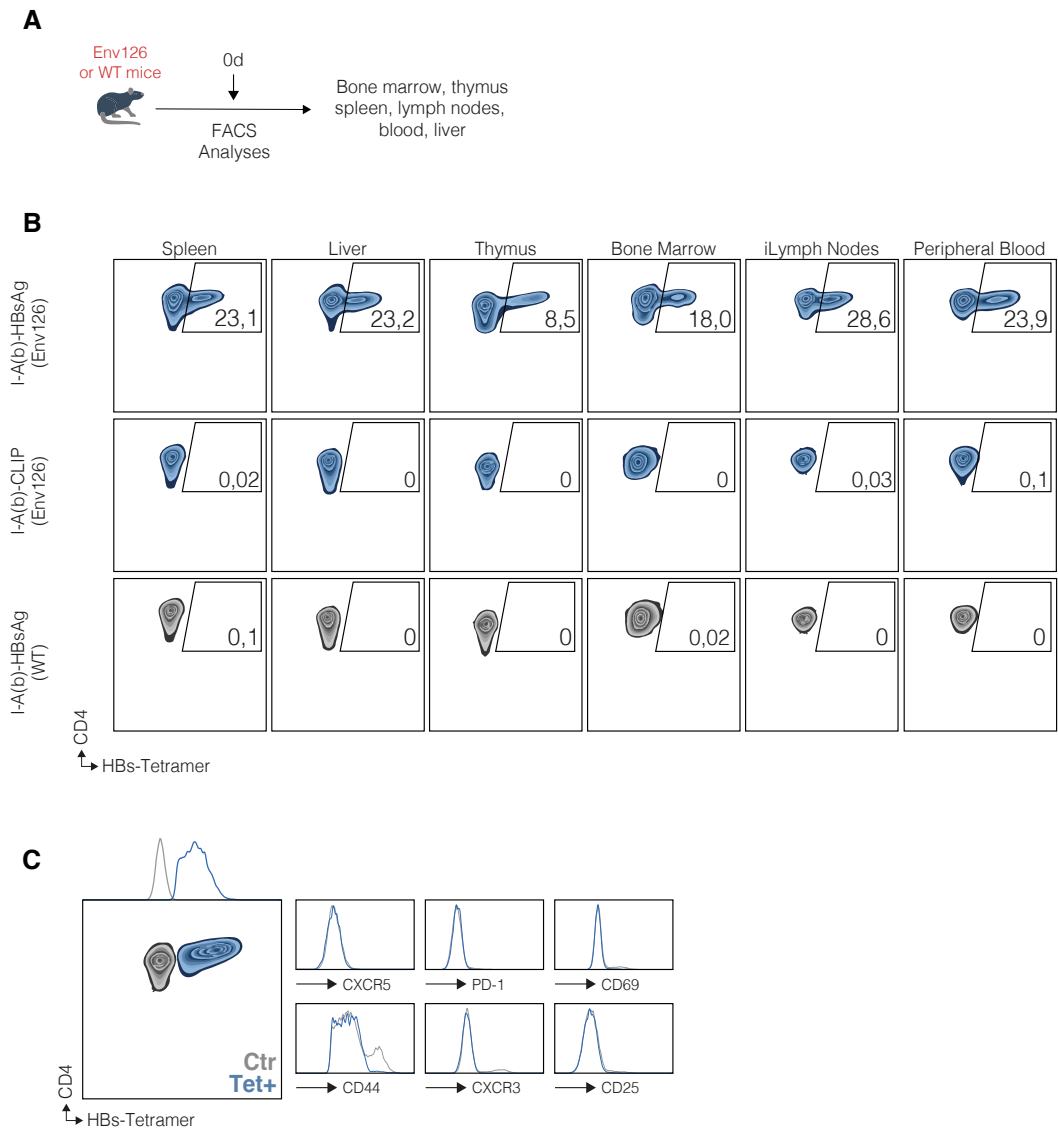 A
Env126
or WT mice
0d
FACS
Analyses
Bone marrow, thymus
spleen, lymph nodes,
blood, liver
B
Spleen
Liver
Thymus
Bone Marrow
iLymph Nodes
Peripheral Blood
I-A(b)-HBsAg
(Env126)
23,1
23,2
8,5
18,0
28,6
23,9
I-A(b)-CLIP
(Env126)
0,02
0
0
0
0,03
0,1
I-A(b)-HBsAg
(WT)
0,1
0
0
0,02
0
0
CD4
HBs-Tetramer
C
Ctr
Tet+
CD4
HBs-Tetramer
CXCR5
PD-1
CD69
CD44
CXCR3
CD25